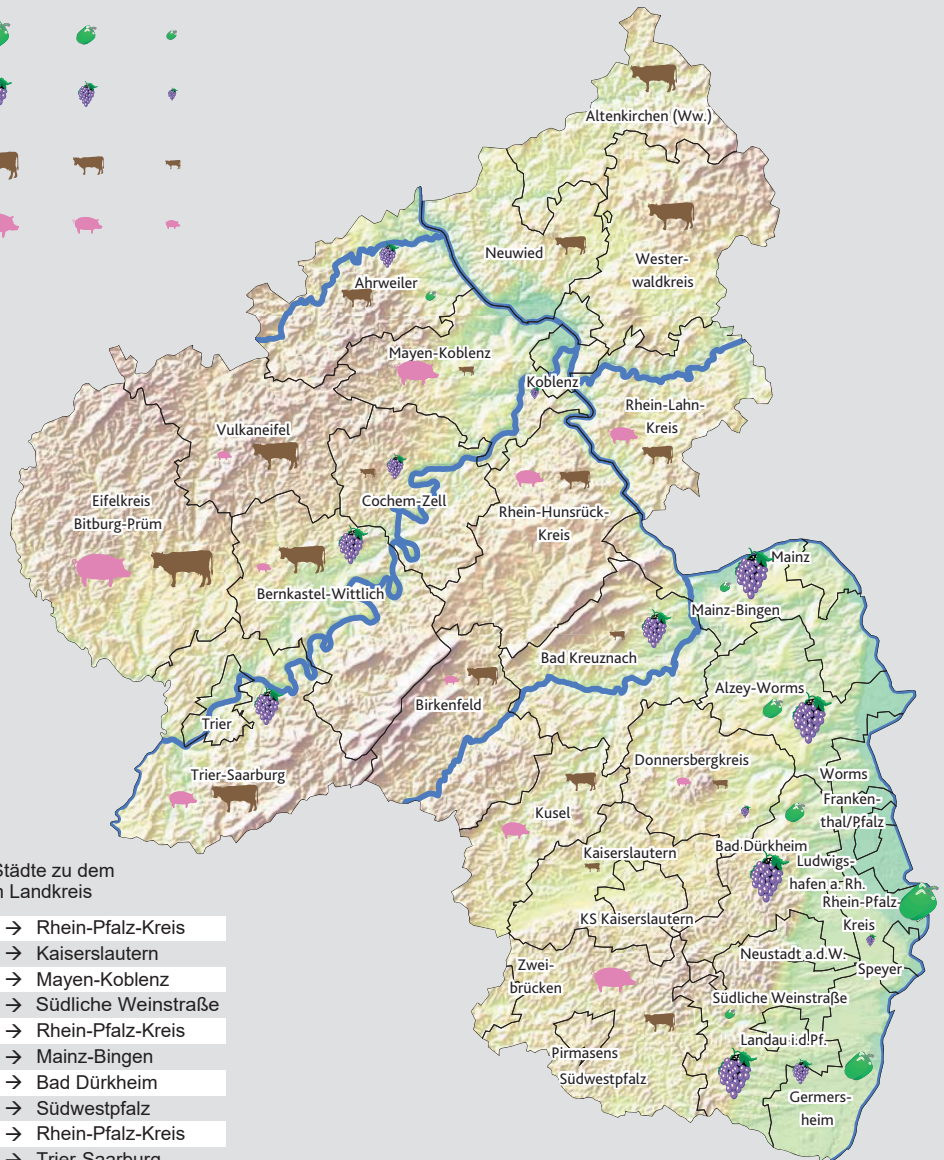 Altenkirchen (Ww.)
Neuwied
Wester-
waldkreis
Ahrweiler
Mayen-Koblenz
Koblenz
Rhein-Lahn-
Kreis
Vulkaneifel
Cochem-Zell
Eifelkreis
Bitburg-Prüm
Rhein-Hunsrück-
Kreis
Bernkastel-Wittlich
Mainz
Mainz-Bingen
Bad Kreuznach
Birkenfeld
Alzey-Worms
Trier
Trier-Saarburg
Donnersbergkreis
Worms
Franken-
thal/Pfalz
Kusel
Kaiserslautern
Bad Dürkheim
Ludwigs-
hafen a. Rh.
Rhein-Pfalz-
Kreis
KS Kaiserslautern
Neustadt a.d.W.
Speyer
Zwei-
brücken
Südliche Weinstraße
Landau i.d.Pf.
Pirmasens
Südwestpfalz
Germers-
heim
Städte zu dem
n Landkreis
→ Rhein-Pfalz-Kreis
→ Kaiserslautern
→ Mayen-Koblenz
→ Südliche Weinstraße
→ Rhein-Pfalz-Kreis
→ Mainz-Bingen
→ Bad Dürkheim
→ Südwestpfalz
→ Rhein-Pfalz-Kreis
→ Trier-Saarburg